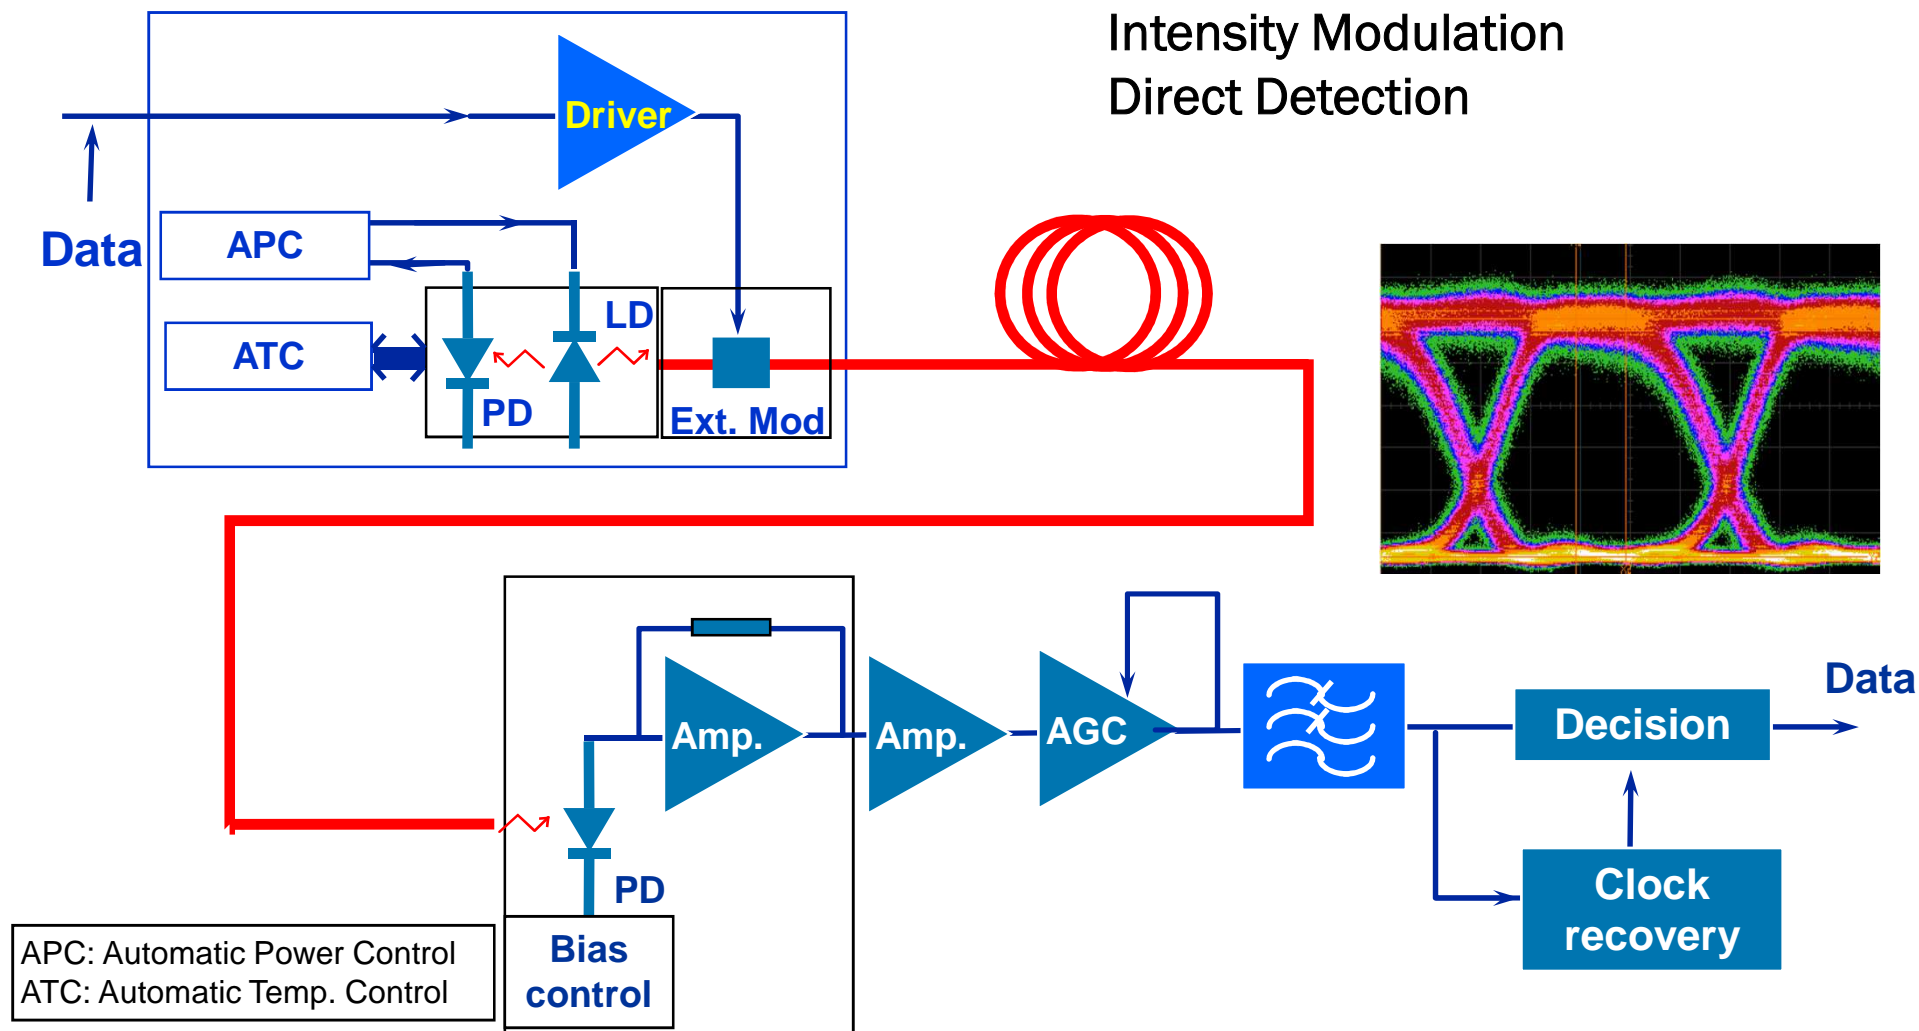 Intensity Modulation
Direct Detection
Driver
Data
APC
ATC
LD
PD
Ext. Mod
Amp.
Amp.
AGC
Decision
Data
PD
Clock
recovery
Bias
control
APC: Automatic Power Control
ATC: Automatic Temp. Control